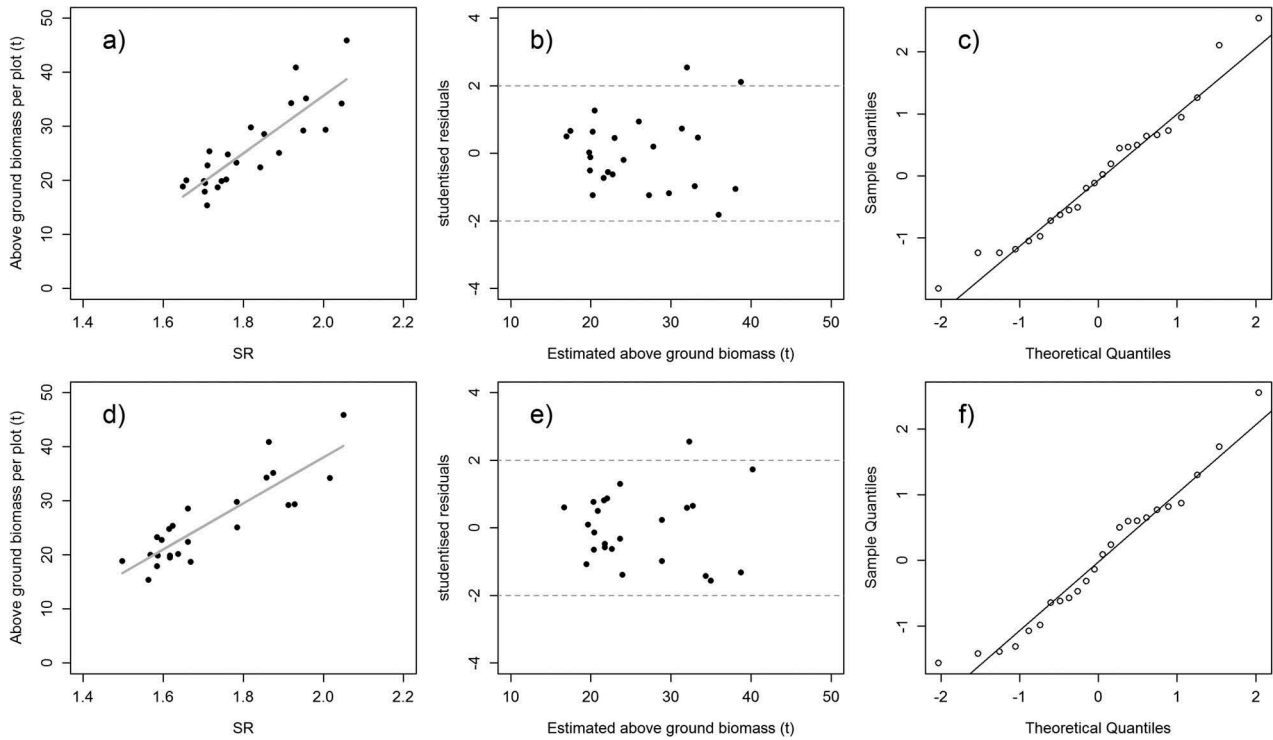 a)
Above ground biomass per plot (t)
50
40
30
20
10
0
1.4 1.6 1.8 2.0 2.2
SR
b)
studentised residuals
4
2
0
-2
-4
10 20 30 40 50
Estimated above ground biomass (t)
c)
Sample Quantiles
2
1
0
-1
-2 -1 0 1 2
Theoretical Quantiles
d)
Above ground biomass per plot (t)
50
40
30
20
10
0
1.4 1.6 1.8 2.0 2.2
SR
e)
studentised residuals
4
2
0
-2
-4
10 20 30 40 50
Estimated above ground biomass (t)
f)
Sample Quantiles
2
1
0
-1
-2 -1 0 1 2
Theoretical Quantiles